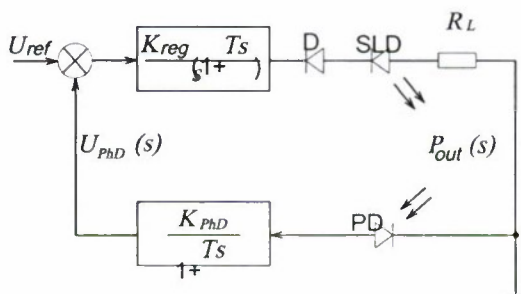 U_ref
K_reg Ts
s(1+ )
D
SLD
R_L
U_PhD (s)
P_out (s)
K_PhD
Ts
1+
PD